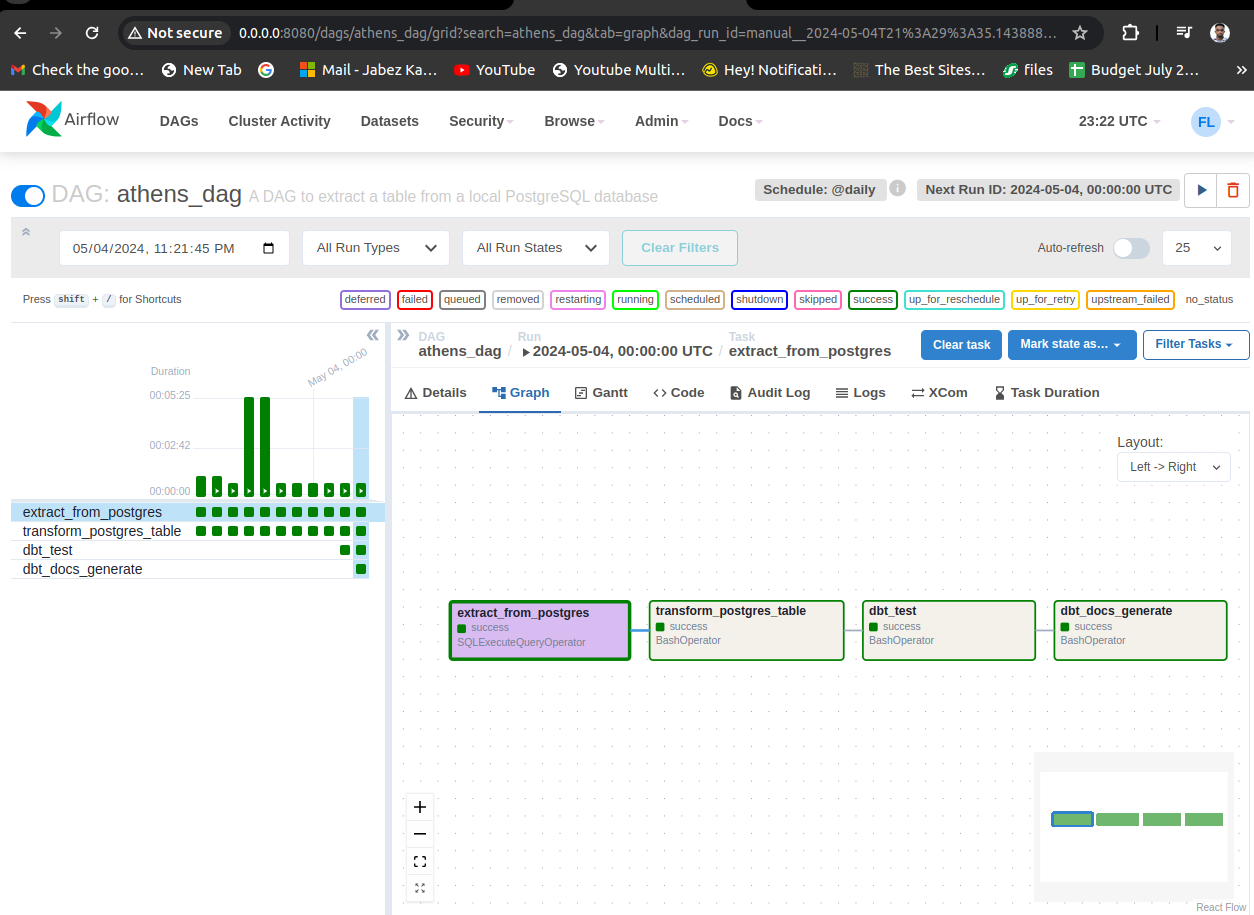 Not secure 0.0.0.0:8080/dags/athens_dag/grid?search=athens_dag&tab=graph&dag_run_id=manual__2024-05-04T21%3A29%3A35.143888...
Check the goo... New Tab Mail - Jabez Ka... YouTube Youtube Multi... Hey! Notificati... The Best Sites... files Budget July 2... »
Airflow DAGs Cluster Activity Datasets Security Browse Admin Docs 23:22 UTC FL
DAG: athens_dag A DAG to extract a table from a local PostgreSQL database Schedule: @daily i Next Run ID: 2024-05-04, 00:00:00 UTC
05/04/2024, 11:21:45 PM All Run Types All Run States Clear Filters Auto-refresh 25
Press shift + / for Shortcuts deferred failed queued removed restarting running scheduled shutdown skipped success up_for_reschedule up_for_retry upstream_failed no_status
DAG Run Task
athens_dag / 2024-05-04, 00:00:00 UTC / extract_from_postgres Clear task Mark state as... Filter Tasks
Details Graph Gantt Code Audit Log Logs XCom Task Duration
May 04, 00:00
Duration
00:05:25
00:02:42
00:00:00
extract_from_postgres
transform_postgres_table
dbt_test
dbt_docs_generate
Layout:
Left -> Right
extract_from_postgres
success
SQLExecuteQueryOperator
transform_postgres_table
success
BashOperator
dbt_test
success
BashOperator
dbt_docs_generate
success
BashOperator
React Flow